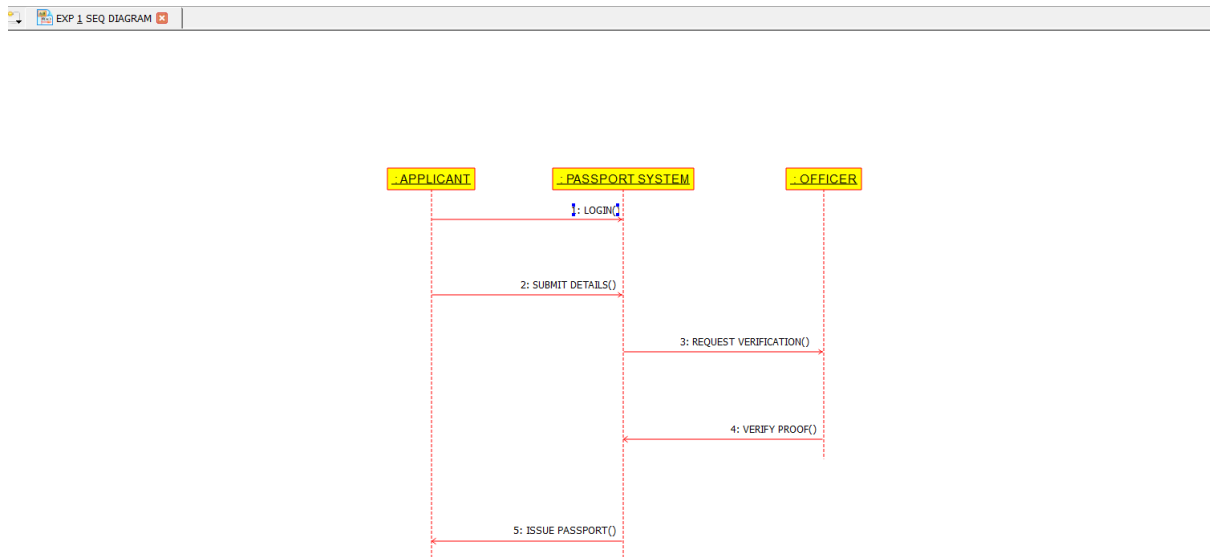 EXP 1 SEQ DIAGRAM
: APPLICANT
: PASSPORT SYSTEM
: OFFICER
1: LOGIN()
2: SUBMIT DETAILS()
3: REQUEST VERIFICATION()
4: VERIFY PROOF()
5: ISSUE PASSPORT()